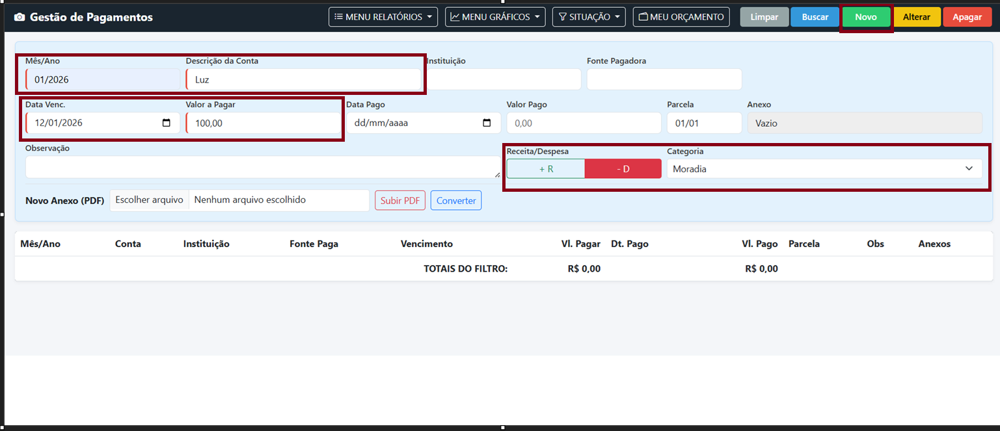 Gestão de Pagamentos MENU RELATÓRIOS MENU GRÁFICOS SITUAÇÃO MEU ORÇAMENTO Limpar Buscar Novo Alterar Apagar
Mês/Ano Descrição da Conta Instituição Fonte Pagadora
01/2026 Luz
Data Venc. Valor a Pagar Data Pago Valor Pago Parcela Anexo
12/01/2026 100,00 dd/mm/aaaa 0,00 01/01 Vazio
Observação Receita/Despesa Categoria
+ R - D Moradia
Novo Anexo (PDF) Escolher arquivo Nenhum arquivo escolhido Subir PDF Converter
Mês/Ano Conta Instituição Fonte Paga Vencimento Vl. Pagar Dt. Pago Vl. Pago Parcela Obs Anexos
TOTAIS DO FILTRO: R$ 0,00 R$ 0,00